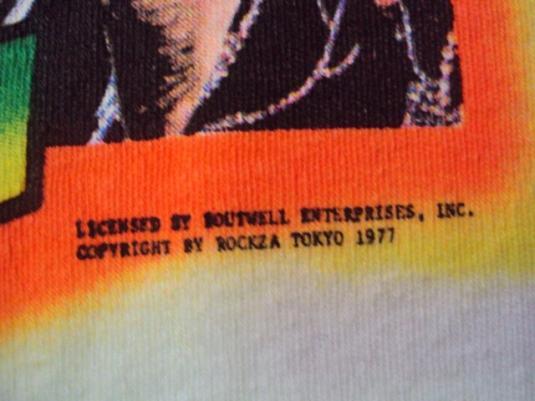 LICENSED BY BOUTWELL ENTERPRISES, INC.
COPYRIGHT BY ROCKZA TOKYO 1977